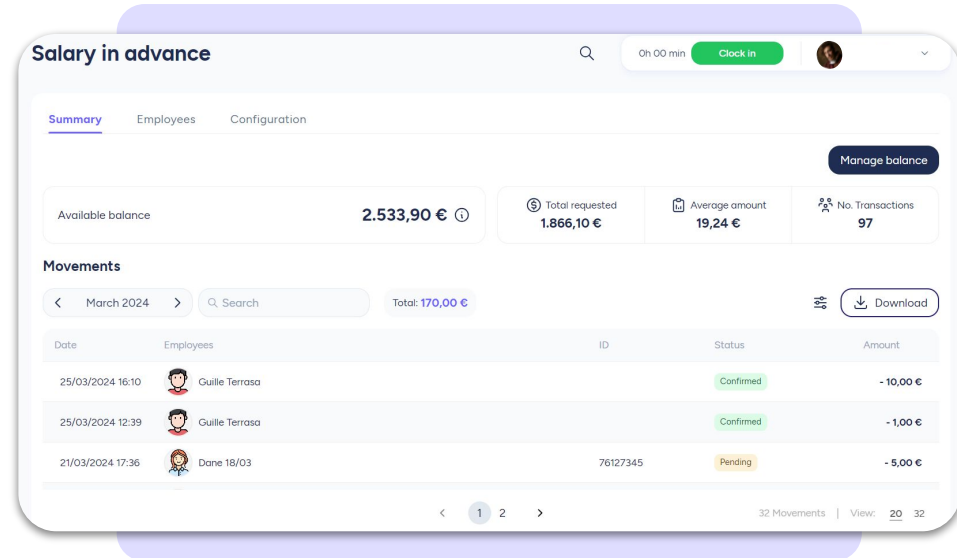 Salary in advance
0h 00 min Clock in
Summary Employees Configuration
Manage balance
Available balance 2.533,90 €
Total requested Average amount No. Transactions
1.866,10 € 19,24 € 97
Movements
March 2024 Search Total: 170,00 € Download
Date Employees ID Status Amount
25/03/2024 16:10 Guille Terrasa Confirmed - 10,00 €
25/03/2024 12:39 Guille Terrasa Confirmed - 1,00 €
21/03/2024 17:36 Dane 18/03 76127345 Pending - 5,00 €
1 2 32 Movements | View: 20 32